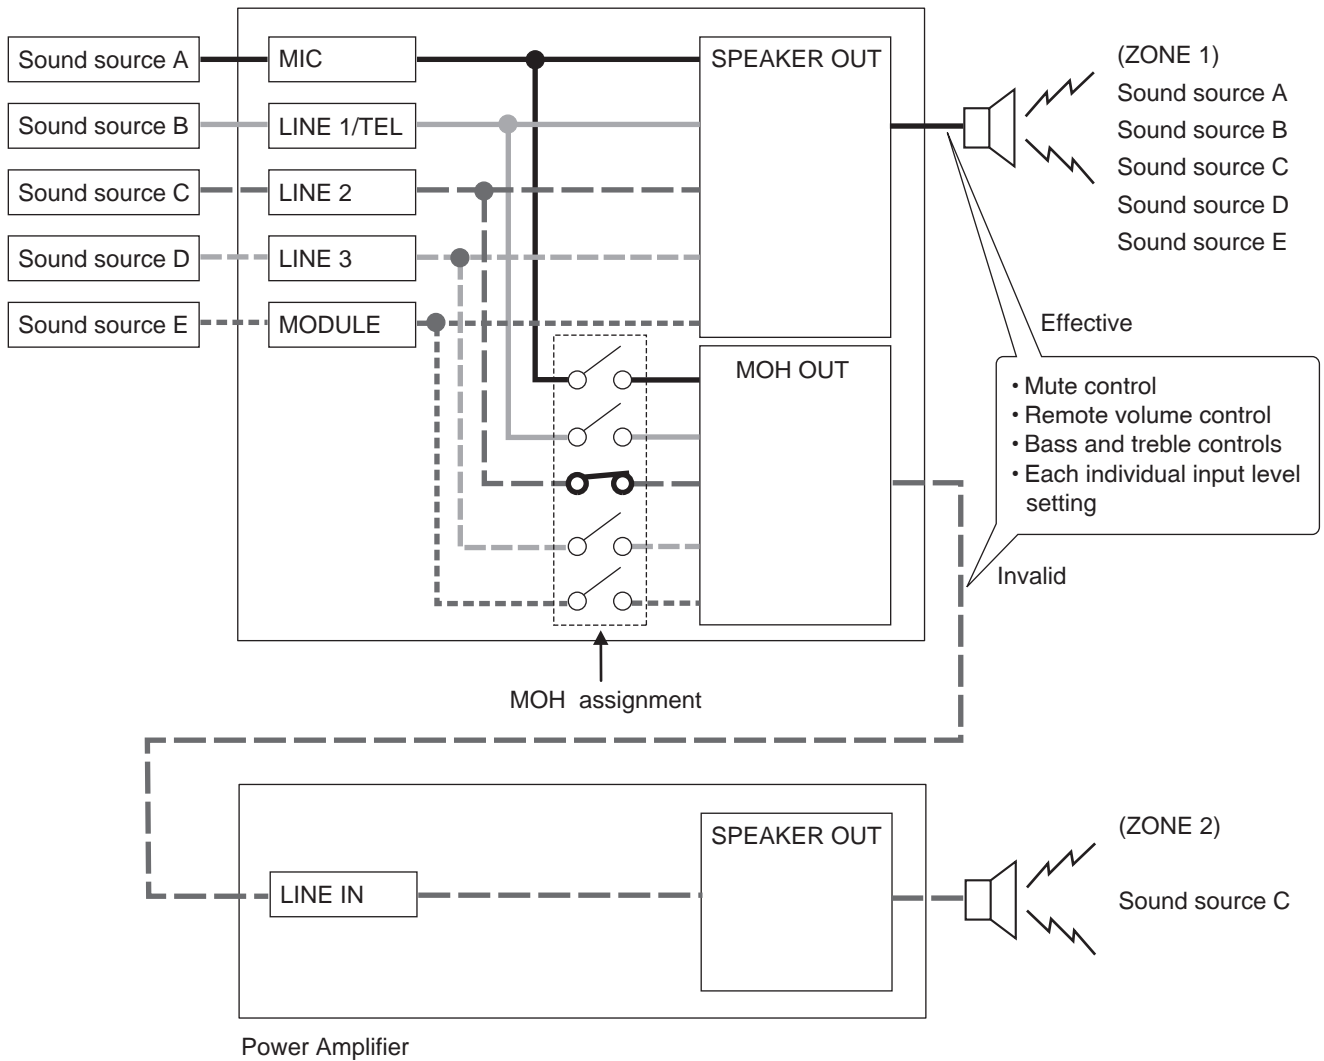 Sound source A
MIC
SPEAKER OUT
(ZONE 1)
Sound source A
Sound source B
Sound source C
Sound source D
Sound source E
Sound source B
LINE 1/TEL
Sound source C
LINE 2
Sound source D
LINE 3
Sound source E
MODULE
Effective
MOH OUT
• Mute control
• Remote volume control
• Bass and treble controls
• Each individual input level
setting
Invalid
MOH assignment
SPEAKER OUT
(ZONE 2)
LINE IN
Sound source C
Power Amplifier